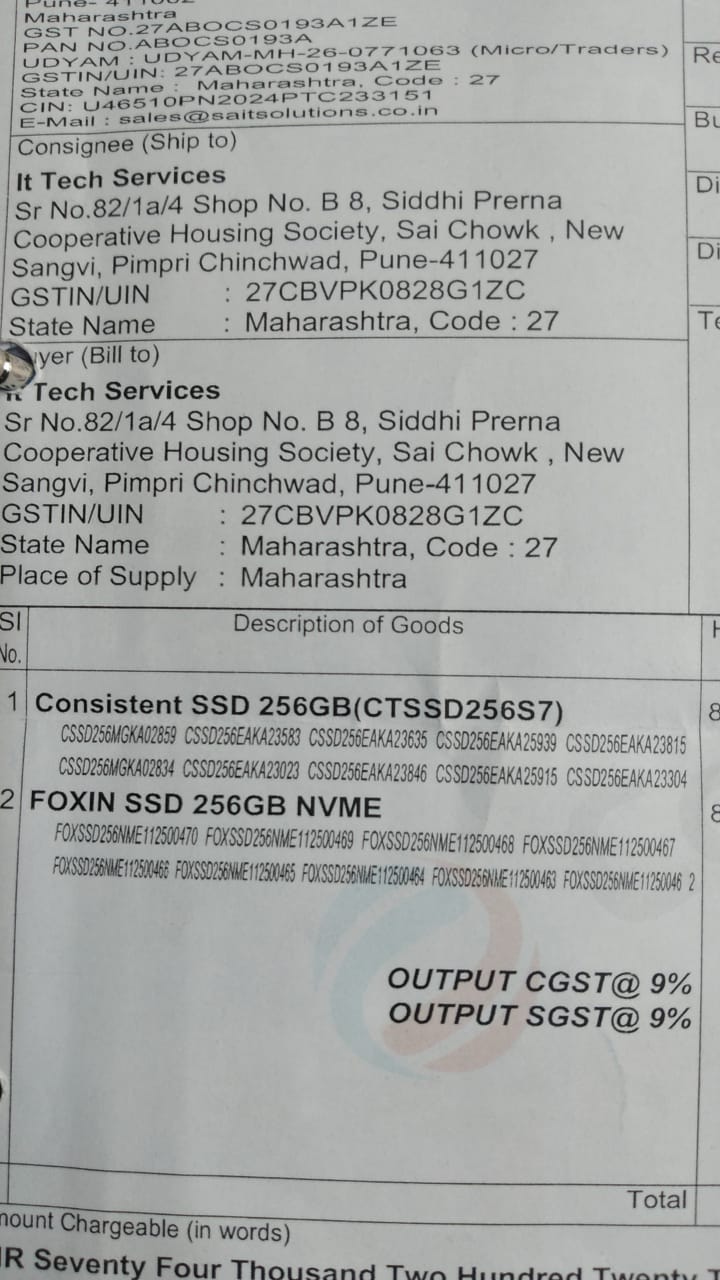 Maharashtra
GST NO.27ABOCS0193A1ZE
PAN NO.ABOCS0193A
UDYAM : UDYAM-MH-26-0771063 (Micro/Traders)
GSTIN/UIN: 27ABOCS0193A1ZE
State Name : Maharashtra, Code : 27
CIN: U46510PN2024PTC233151
E-Mail : sales@saitsolutions.co.in
Consignee (Ship to)
It Tech Services
Sr No.82/1a/4 Shop No. B 8, Siddhi Prerna
Cooperative Housing Society, Sai Chowk , New
Sangvi, Pimpri Chinchwad, Pune-411027
GSTIN/UIN : 27CBVPK0828G1ZC
State Name : Maharashtra, Code : 27
(Bill to)
Tech Services
Sr No.82/1a/4 Shop No. B 8, Siddhi Prerna
Cooperative Housing Society, Sai Chowk , New
Sangvi, Pimpri Chinchwad, Pune-411027
GSTIN/UIN : 27CBVPK0828G1ZC
State Name : Maharashtra, Code : 27
Place of Supply : Maharashtra
Sl Description of Goods
No.
1 Consistent SSD 256GB(CTSSD256S7)
CSSD256MGKA02859 CSSD256EAKA23583 CSSD256EAKA23635 CSSD256EAKA25939 CSSD256EAKA23815
CSSD256MGKA02834 CSSD256EAKA23023 CSSD256EAKA23846 CSSD256EAKA25915 CSSD256EAKA23304
2 FOXIN SSD 256GB NVME
FOXSSD256NME112500470 FOXSSD256NME112500469 FOXSSD256NME112500468 FOXSSD256NME112500467
FOXSSD256NME112500466 FOXSSD256NME112500465 FOXSSD256NME112500464 FOXSSD256NME112500463 FOXSSD256NME11250046 2
OUTPUT CGST@ 9%
OUTPUT SGST@ 9%
Total
Chargeable (in words)
Seventy Four Thousand Two Hundred